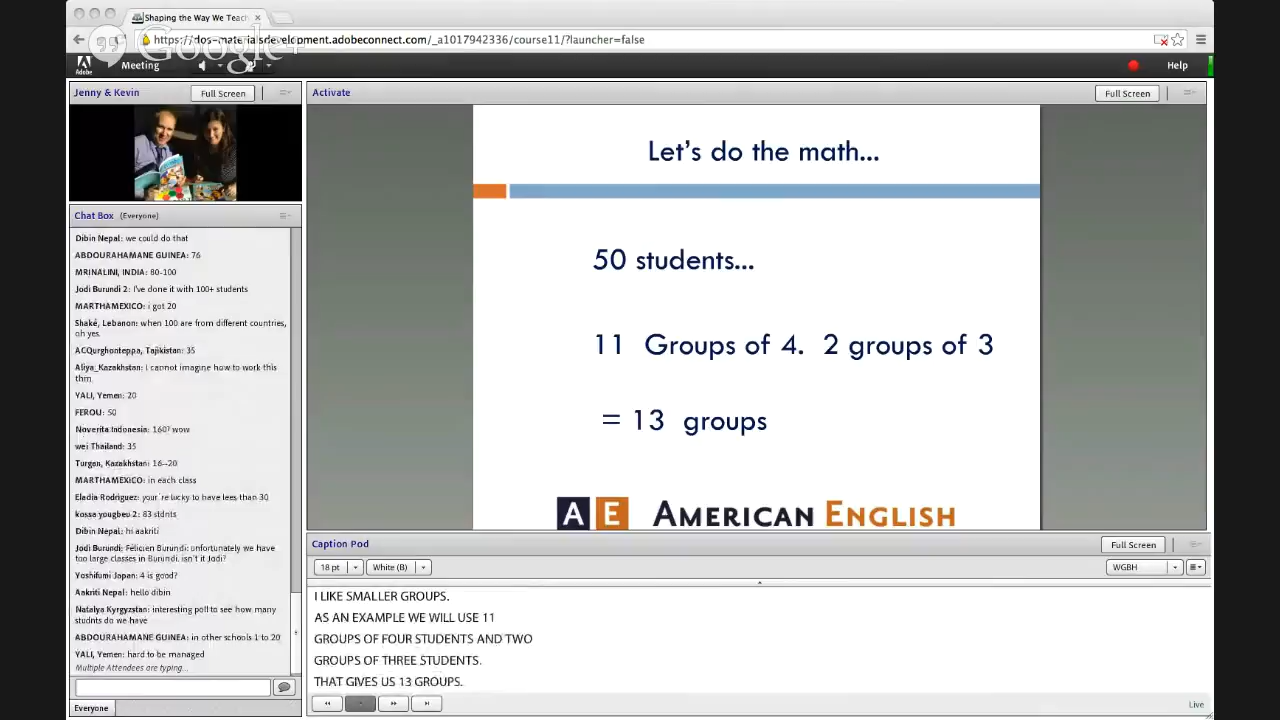 Shaping the Way We Teach
https://dos-materialsdevelopment.adobeconnect.com/_a1017942336/course11/?launcher=false
Google+
Adobe
Meeting
Help
Jenny & Kevin
Full Screen
Activate
Full Screen
Let's do the math...
50 students...
11 Groups of 4. 2 groups of 3
= 13 groups
AE AMERICAN ENGLISH
Chat Box (Everyone)
Dibin Nepal: we could do that
ABDOURAHAMANE GUINEA: 76
MRINALINI, INDIA: 80-100
Jodi Burundi 2: I've done it with 100+ students
MARTHAMEXICO: i got 20
Shaké, Lebanon: when 100 are from different countries,
oh yes.
ACQurghonteppa, Tajikistan: 35
Aliya_Kazakhstan: I cannot imagine how to work this
thm
YALI, Yemen: 20
FEROU: 50
Noverita Indonesia: 160? wow
wei Thailand: 35
Turgan, Kazakhstan: 16--20
MARTHAMEXICO: in each class
Eladia Rodriguez: your´re lucky to have lees than 30
kossa yougbeu 2: 83 stdnts
Dibin Nepal: hi aakriti
Jodi Burundi: Félicien Burundi: unfortunately we have
too large classes in Burundi. isn't it Jodi?
Yoshifumi Japan: 4 is good?
Aakriti Nepal: hello dibin
Natalya Kyrgyzstan: interesting poll to see how many
studnts do we have
ABDOURAHAMANE GUINEA: in other schools 1 to 20
YALI, Yemen: hard to be managed
Multiple Attendees are typing...
Everyone
Caption Pod
Full Screen
18 pt
White (B)
WGBH
I LIKE SMALLER GROUPS.
AS AN EXAMPLE WE WILL USE 11
GROUPS OF FOUR STUDENTS AND TWO
GROUPS OF THREE STUDENTS.
THAT GIVES US 13 GROUPS.
Live